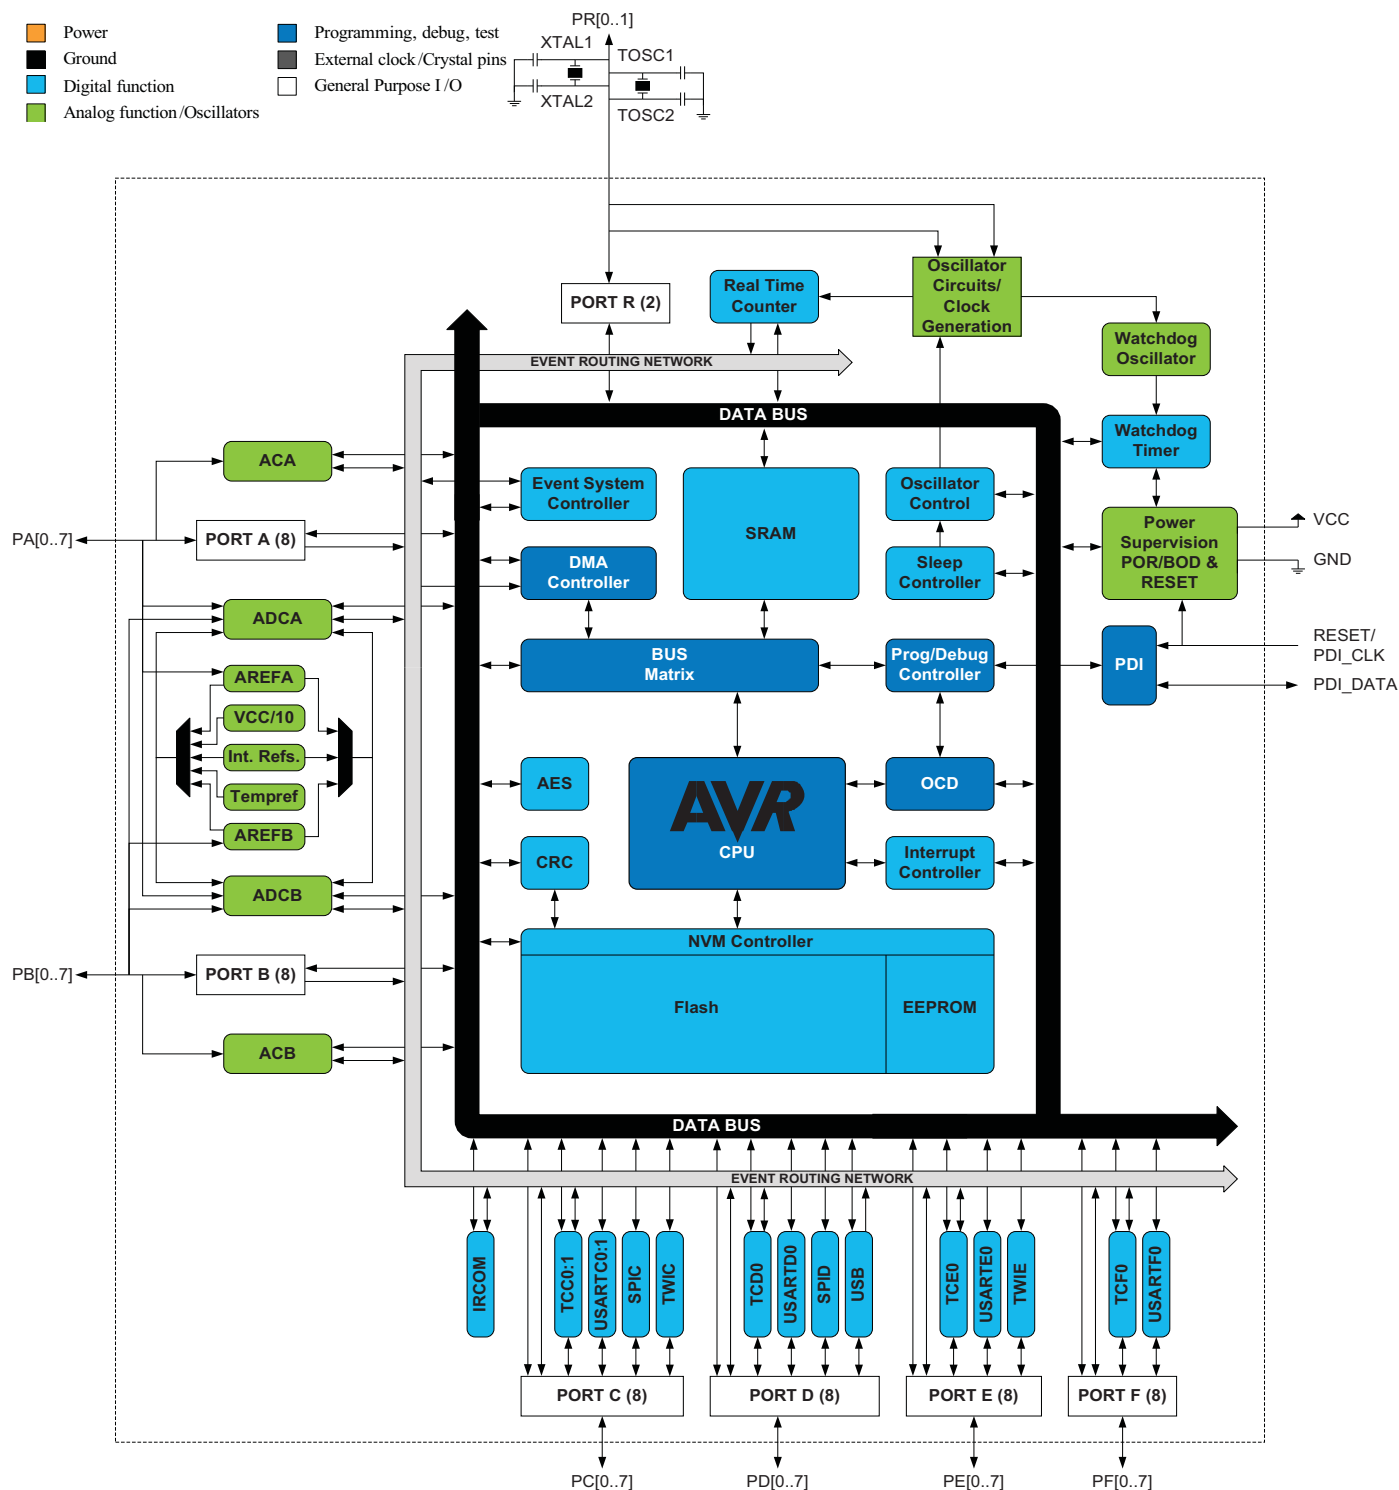 PR[0..1]
Power
Ground
Digital function
Analog function/Oscillators
Programming, debug, test
External clock/Crystal pins
General Purpose I/O
XTAL1
TOSC1
XTAL2
TOSC2
PORT R (2)
Real Time
Counter
Oscillator
Circuits/
Clock
Generation
Watchdog
Oscillator
EVENT ROUTING NETWORK
DATA BUS
Watchdog
Timer
ACA
Event System
Controller
SRAM
Oscillator
Control
Power
Supervision
POR/BOD &
RESET
VCC
GND
PA[0..7]
PORT A (8)
DMA
Controller
Sleep
Controller
ADCA
BUS
Matrix
Prog/Debug
Controller
PDI
RESET/
PDI_CLK
PDI_DATA
AREFA
VCC/10
Int. Refs.
Tempref
AREFB
AES
AVR
CPU
OCD
CRC
Interrupt
Controller
ADCB
NVM Controller
Flash
EEPROM
PB[0..7]
PORT B (8)
ACB
DATA BUS
EVENT ROUTING NETWORK
IRCOM
TCC0:1
USARTC0:1
SPIC
TWIC
TCD0
USARTD0
SPID
USB
TCE0
USARTE0
TWIE
TCF0
USARTF0
PORT C (8)
PORT D (8)
PORT E (8)
PORT F (8)
PC[0..7]
PD[0..7]
PE[0..7]
PF[0..7]